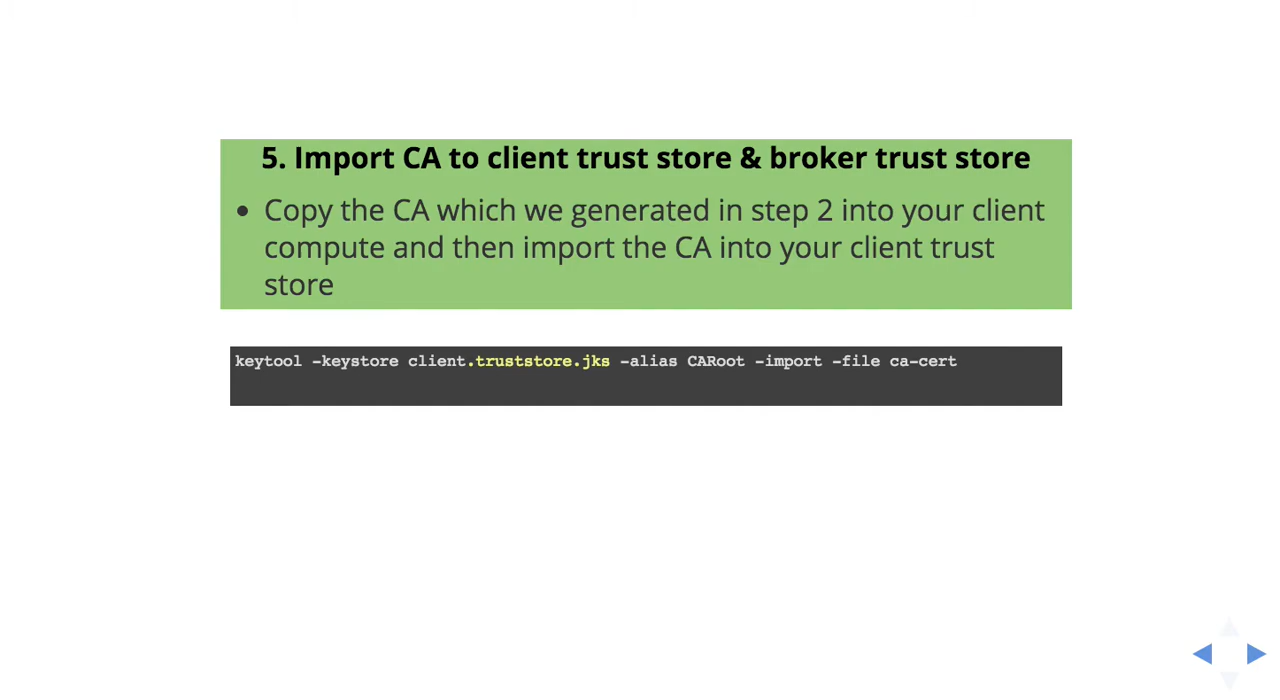 5. Import CA to client trust store & broker trust store
• Copy the CA which we generated in step 2 into your client
compute and then import the CA into your client trust
store
keytool -keystore client.truststore.jks -alias CARoot -import -file ca-cert